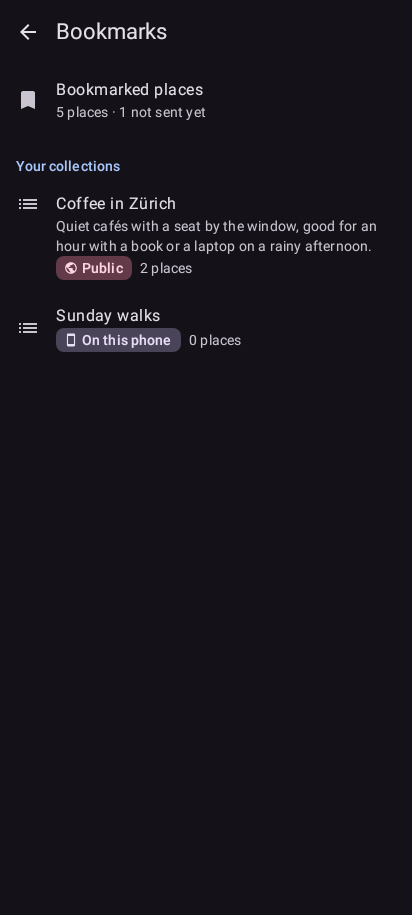 Bookmarks
Bookmarked places
5 places · 1 not sent yet
Your collections
Coffee in Zürich
Quiet cafés with a seat by the window, good for an
hour with a book or a laptop on a rainy afternoon.
Public 2 places
Sunday walks
On this phone 0 places